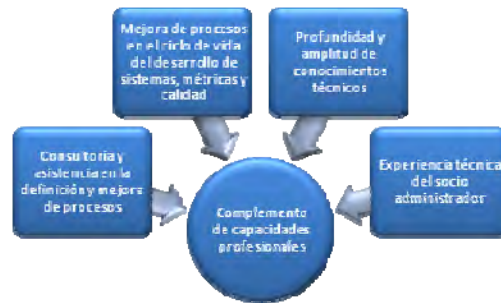 Mejora de procesos
en el ciclo de vida
del desarrollo de
sistemas, métricas y
calidad
Profundidad y
amplitud de
conocimientos
técnicos
Consultoria y
asistencia en la
definición y mejora
de procesos
Experiencia técnica
del socio
administrador
Complemento
de capacidades
profesionales